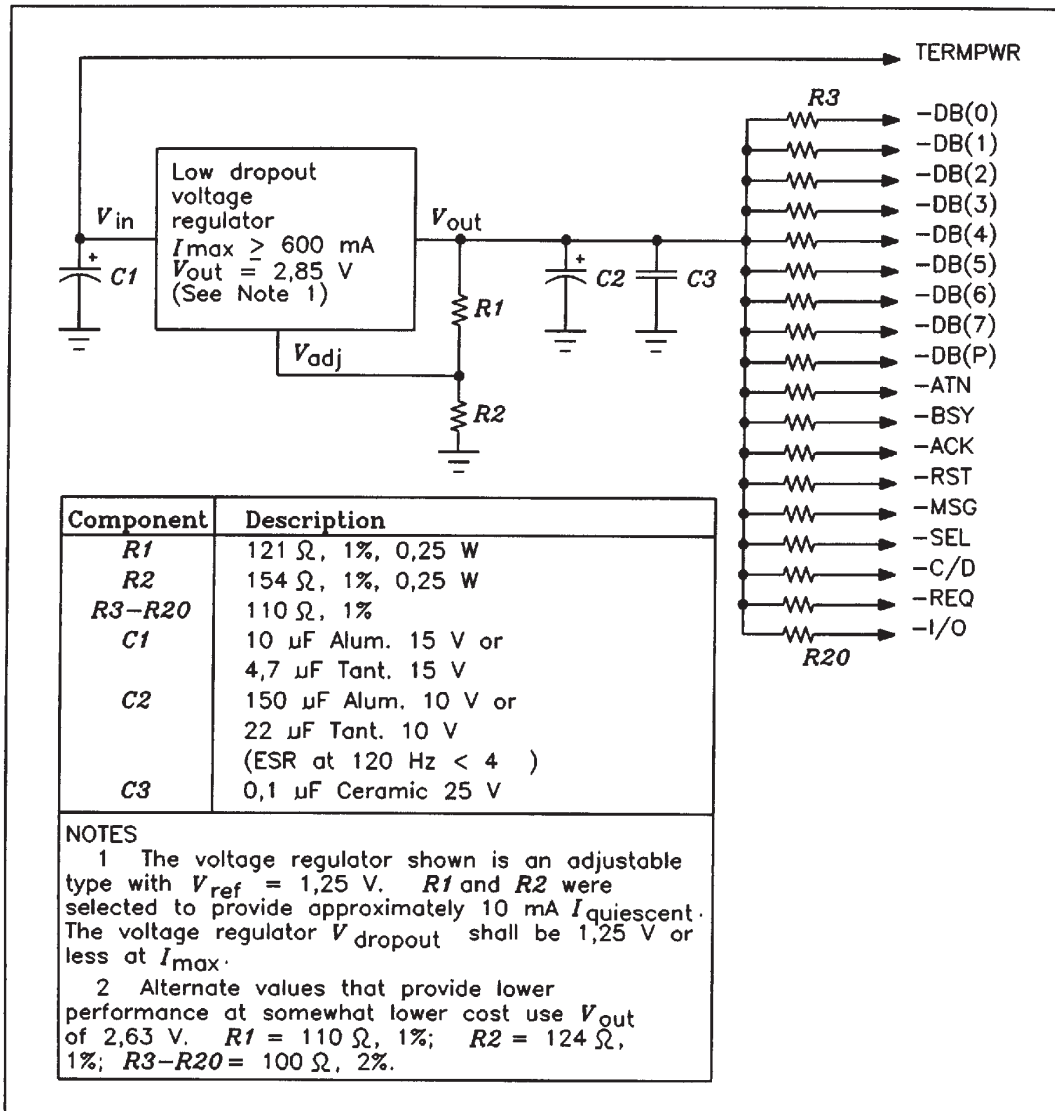 TERMPWR
R3
−DB(0)
−DB(1)
−DB(2)
−DB(3)
−DB(4)
−DB(5)
−DB(6)
−DB(7)
−DB(P)
−ATN
−BSY
−ACK
−RST
−MSG
−SEL
−C/D
−REQ
−I/O
R20
Vin
Low dropout
voltage
regulator
Imax ≥ 600 mA
Vout = 2,85 V
(See Note 1)
Vout
+
C1
R1
+
C2
C3
Vadj
R2
Component Description
R1 121 Ω, 1%, 0,25 W
R2 154 Ω, 1%, 0,25 W
R3−R20 110 Ω, 1%
C1 10 µF Alum. 15 V or
4,7 µF Tant. 15 V
C2 150 µF Alum. 10 V or
22 µF Tant. 10 V
(ESR at 120 Hz < 4 )
C3 0,1 µF Ceramic 25 V
NOTES
1 The voltage regulator shown is an adjustable
type with Vref = 1,25 V. R1 and R2 were
selected to provide approximately 10 mA Iquiescent.
The voltage regulator Vdropout shall be 1,25 V or
less at Imax.
2 Alternate values that provide lower
performance at somewhat lower cost use Vout
of 2,63 V. R1 = 110 Ω, 1%; R2 = 124 Ω,
1%; R3−R20 = 100 Ω, 2%.